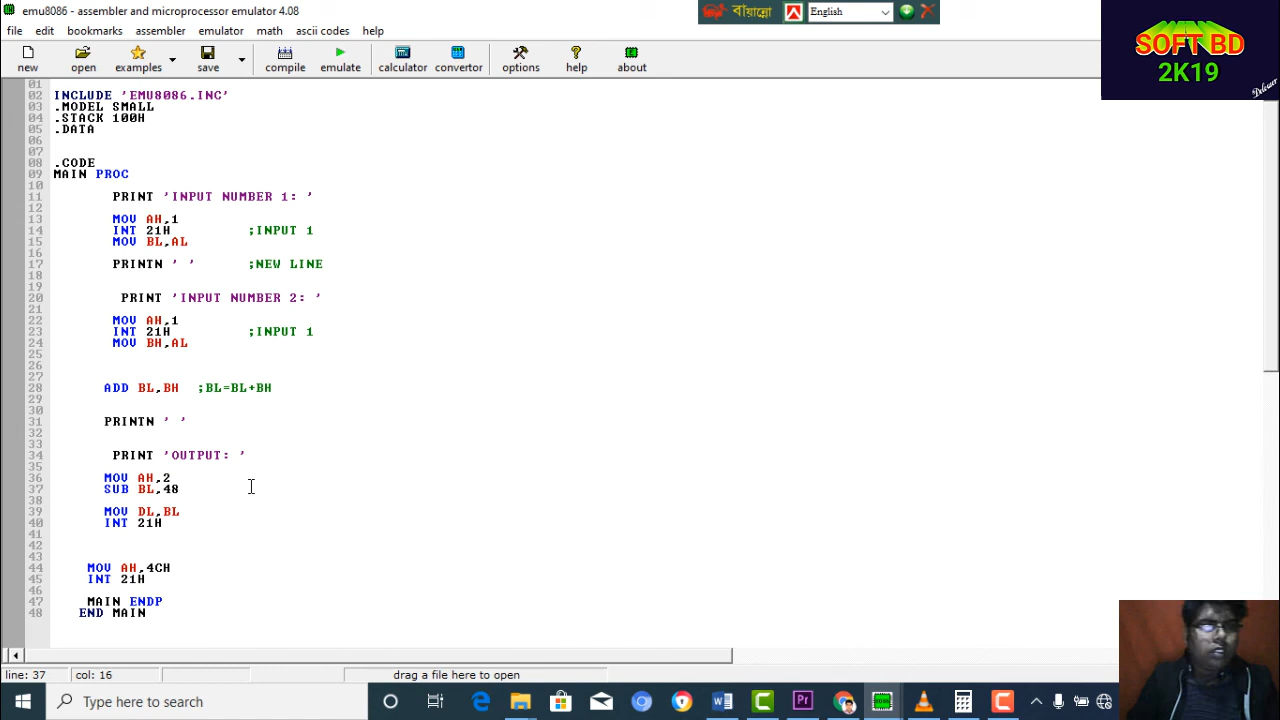 emu8086 - assembler and microprocessor emulator 4.08
বায়ান্নো English
SOFT BD
2K19
Delower
file edit bookmarks assembler emulator math ascii codes help
new open examples save compile emulate calculator convertor options help about
01
02 INCLUDE 'EMU8086.INC'
03 .MODEL SMALL
04 .STACK 100H
05 .DATA
06
07
08 .CODE
09 MAIN PROC
10
11 PRINT 'INPUT NUMBER 1: '
12
13 MOV AH,1
14 INT 21H ;INPUT 1
15 MOV BL,AL
16
17 PRINTN ' ' ;NEW LINE
18
19
20 PRINT 'INPUT NUMBER 2: '
21
22 MOV AH,1
23 INT 21H ;INPUT 1
24 MOV BH,AL
25
26
27
28 ADD BL,BH ;BL=BL+BH
29
30
31 PRINTN ' '
32
33
34 PRINT 'OUTPUT: '
35
36 MOV AH,2
37 SUB BL,48
38
39 MOV DL,BL
40 INT 21H
41
42
43
44 MOV AH,4CH
45 INT 21H
46
47 MAIN ENDP
48 END MAIN
line: 37 col: 16 drag a file here to open
Type here to search